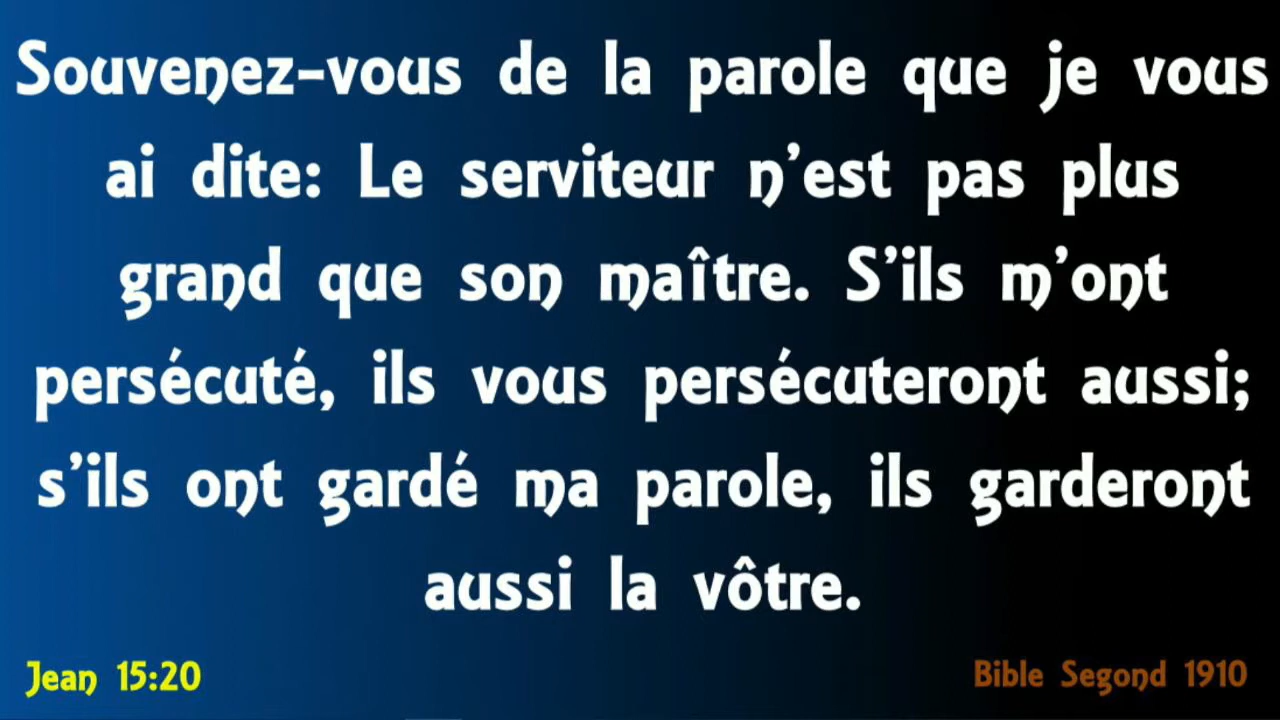 Souvenez-vous de la parole que je vous
ai dite: Le serviteur n'est pas plus
grand que son maître. S'ils m'ont
persécuté, ils vous persécuteront aussi;
s'ils ont gardé ma parole, ils garderont
aussi la vôtre.
Jean 15:20
Bible Segond 1910